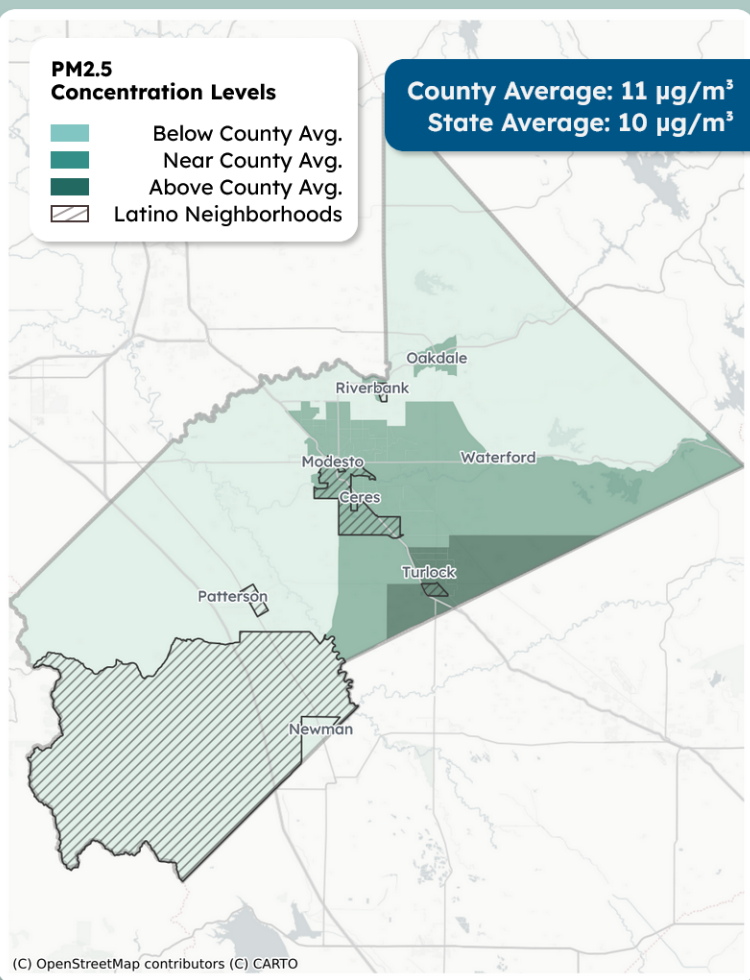 PM2.5
Concentration Levels
Below County Avg.
Near County Avg.
Above County Avg.
Latino Neighborhoods
County Average: 11 µg/m³
State Average: 10 µg/m³
Oakdale
Riverbank
Modesto
Waterford
Ceres
Turlock
Patterson
Newman
(C) OpenStreetMap contributors (C) CARTO